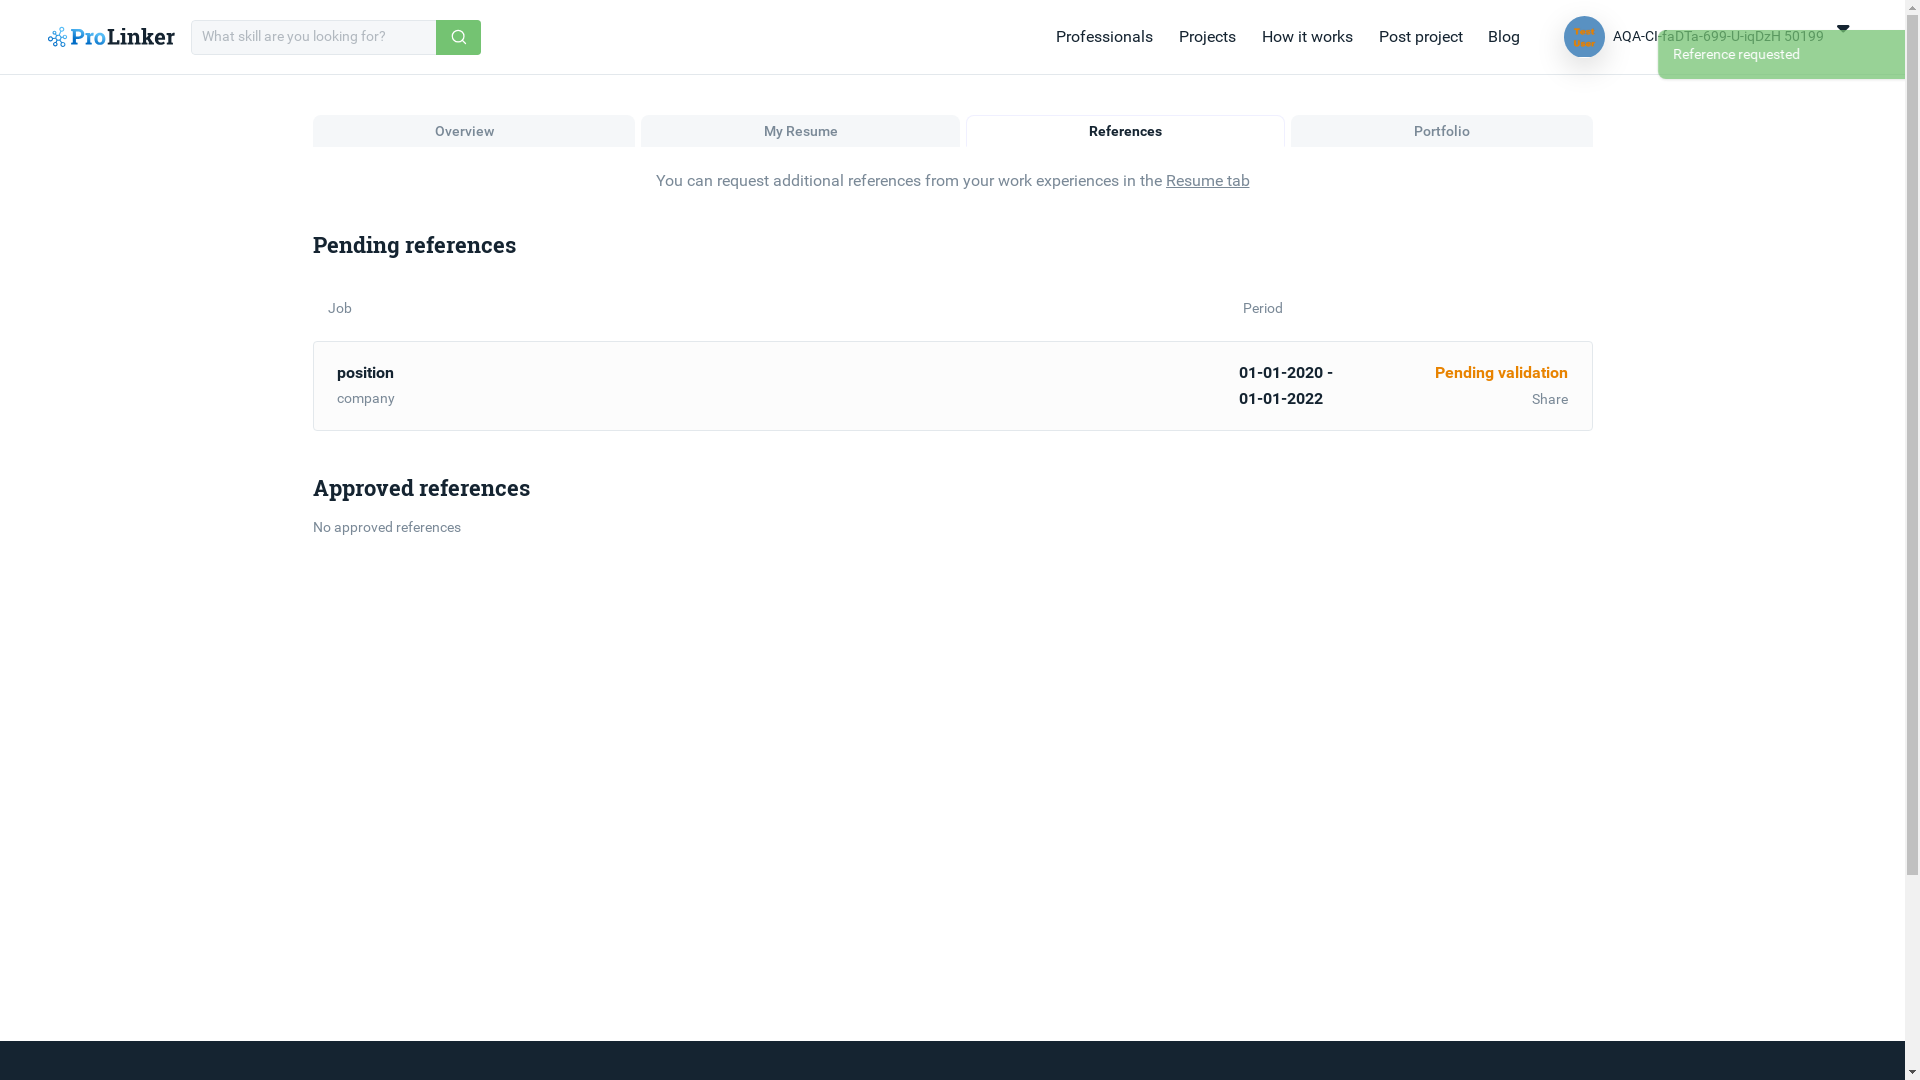 ProLinker
What skill are you looking for?
Professionals
Projects
How it works
Post project
Blog
Test
User
AQA-CI-faDTa-699-U-iqDzH 50199
Reference requested
Overview
My Resume
References
Portfolio
You can request additional references from your work experiences in the Resume tab
Pending references
Job
Period
position
company
01-01-2020 -
01-01-2022
Pending validation
Share
Approved references
No approved references